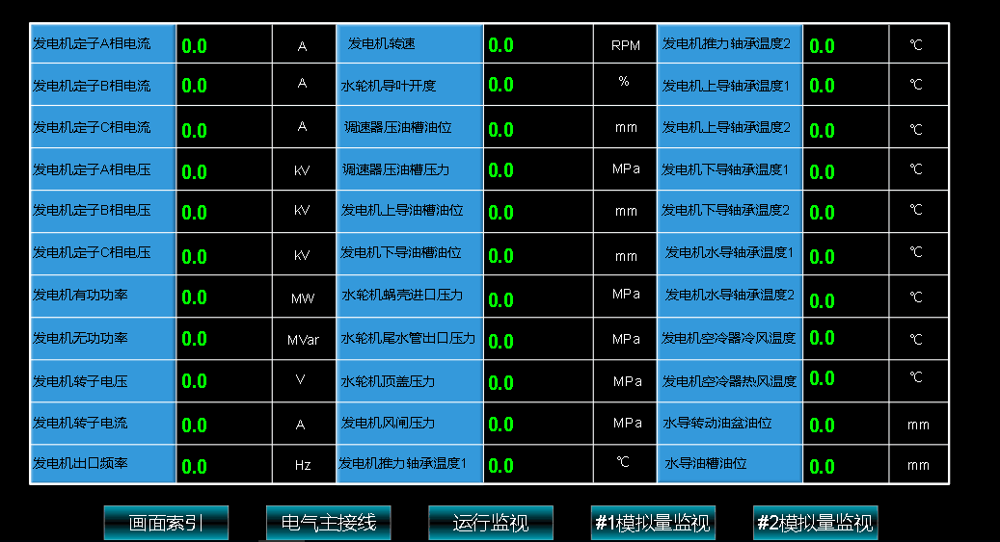 发电机定子A相电流 0.0 A 发电机转速 0.0 RPM 发电机推力轴承温度2 0.0 ℃
发电机定子B相电流 0.0 A 水轮机导叶开度 0.0 % 发电机上导轴承温度1 0.0 ℃
发电机定子C相电流 0.0 A 调速器压油槽油位 0.0 mm 发电机上导轴承温度2 0.0 ℃
发电机定子A相电压 0.0 kV 调速器压油槽压力 0.0 MPa 发电机下导轴承温度1 0.0 ℃
发电机定子B相电压 0.0 kV 发电机上导油槽油位 0.0 mm 发电机下导轴承温度2 0.0 ℃
发电机定子C相电压 0.0 kV 发电机下导油槽油位 0.0 mm 发电机水导轴承温度1 0.0 ℃
发电机有功功率 0.0 MW 水轮机蜗壳进口压力 0.0 MPa 发电机水导轴承温度2 0.0 ℃
发电机无功功率 0.0 MVar 水轮机尾水管出口压力 0.0 MPa 发电机空冷器冷风温度 0.0 ℃
发电机转子电压 0.0 V 水轮机顶盖压力 0.0 MPa 发电机空冷器热风温度 0.0 ℃
发电机转子电流 0.0 A 发电机风闸压力 0.0 MPa 水导转动油盆油位 0.0 mm
发电机出口频率 0.0 Hz 发电机推力轴承温度1 0.0 ℃ 水导油槽油位 0.0 mm
画面索引 电气主接线 运行监视 #1模拟量监视 #2模拟量监视